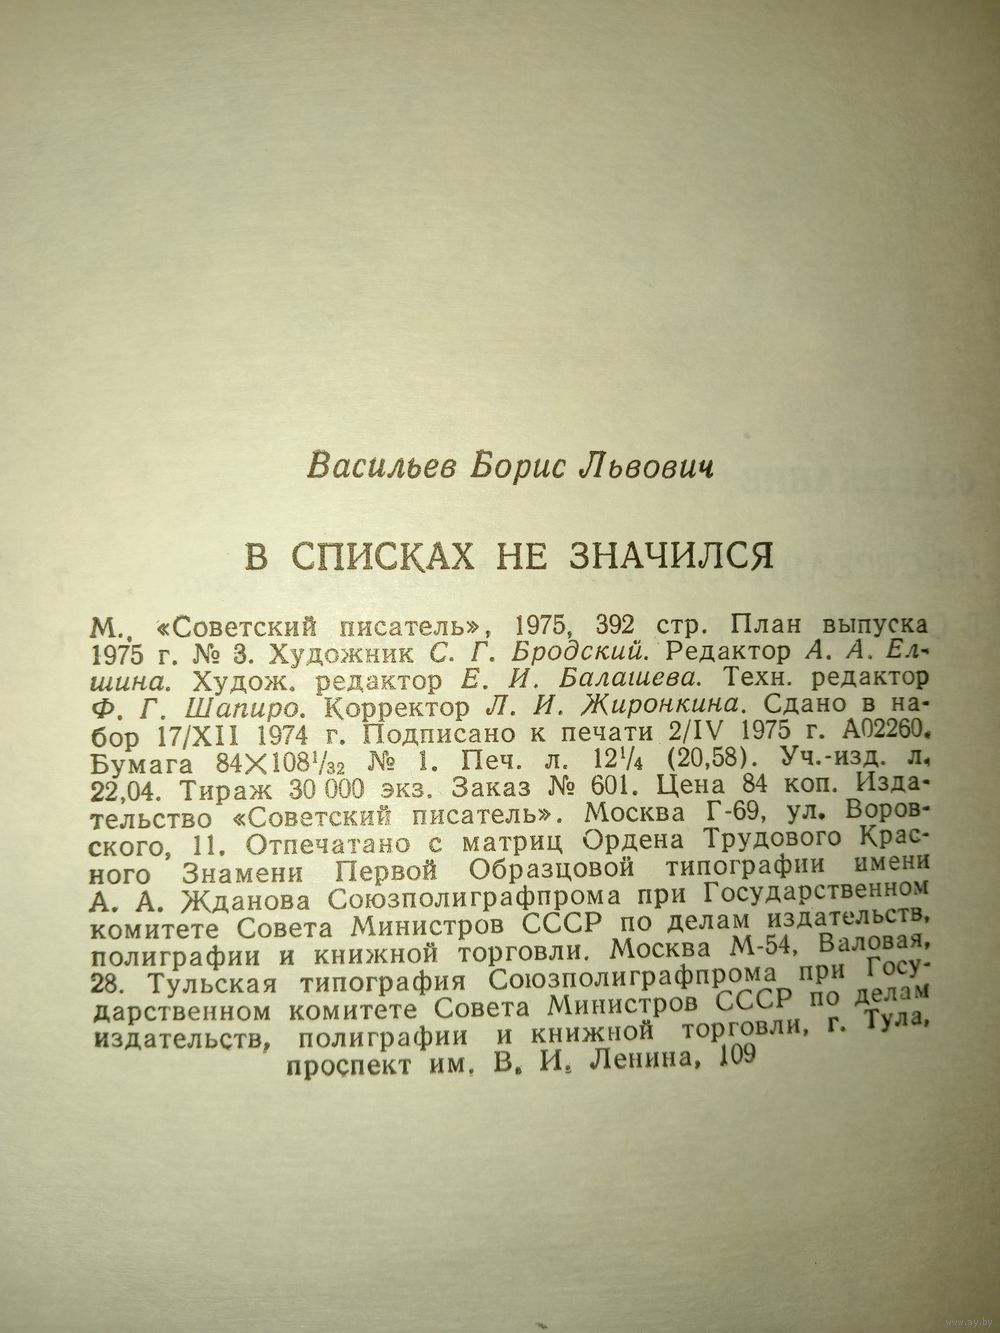 Васильев Борис Львович
В СПИСКАХ НЕ ЗНАЧИЛСЯ
М., «Советский писатель», 1975, 392 стр. План выпуска
1975 г. № 3. Художник С. Г. Бродский. Редактор А. А. Ел-
шина. Худож. редактор Е. И. Балашева. Техн. редактор
Ф. Г. Шапиро. Корректор Л. И. Жиронкина. Сдано в на-
бор 17/XII 1974 г. Подписано к печати 2/IV 1975 г. А02260.
Бумага 84×108¹/₃₂ № 1. Печ. л. 12¹/₄ (20,58). Уч.-изд. л.
22,04. Тираж 30 000 экз. Заказ № 601. Цена 84 коп. Изда-
тельство «Советский писатель». Москва Г-69, ул. Воров-
ского, 11. Отпечатано с матриц Ордена Трудового Крас-
ного Знамени Первой Образцовой типографии имени
А. А. Жданова Союзполиграфпрома при Государственном
комитете Совета Министров СССР по делам издательств,
полиграфии и книжной торговли. Москва М-54, Валовая,
28. Тульская типография Союзполиграфпрома при Госу-
дарственном комитете Совета Министров СССР по делам
издательств, полиграфии и книжной торговли, г. Тула,
проспект им. В. И. Ленина, 109
www.ay.by